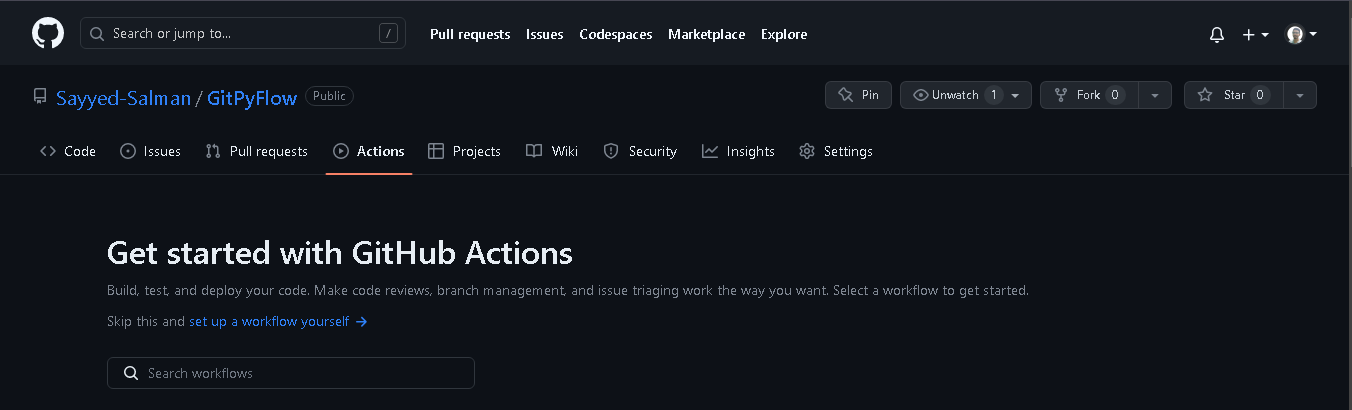 Search or jump to... / Pull requests Issues Codespaces Marketplace Explore
Sayyed-Salman / GitPyFlow Public Pin Unwatch 1 Fork 0 Star 0
Code Issues Pull requests Actions Projects Wiki Security Insights Settings
Get started with GitHub Actions
Build, test, and deploy your code. Make code reviews, branch management, and issue triaging work the way you want. Select a workflow to get started.
Skip this and set up a workflow yourself →
Search workflows